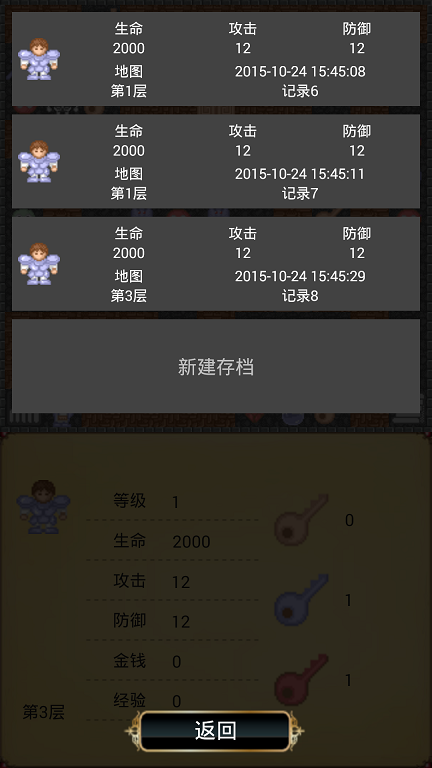 生命 攻击 防御
2000 12 12
地图 2015-10-24 15:45:08
第1层 记录6
生命 攻击 防御
2000 12 12
地图 2015-10-24 15:45:11
第1层 记录7
生命 攻击 防御
2000 12 12
地图 2015-10-24 15:45:29
第3层 记录8
新建存档
等级 1
0
生命 2000
攻击 12
1
防御 12
金钱 0
1
经验 0
第3层
返回